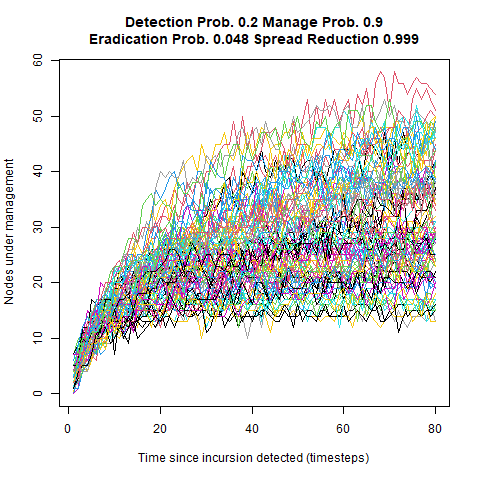 Detection Prob. 0.2 Manage Prob. 0.9
Eradication Prob. 0.048 Spread Reduction 0.999
Nodes under management
60
50
40
30
20
10
0
0 20 40 60 80
Time since incursion detected (timesteps)